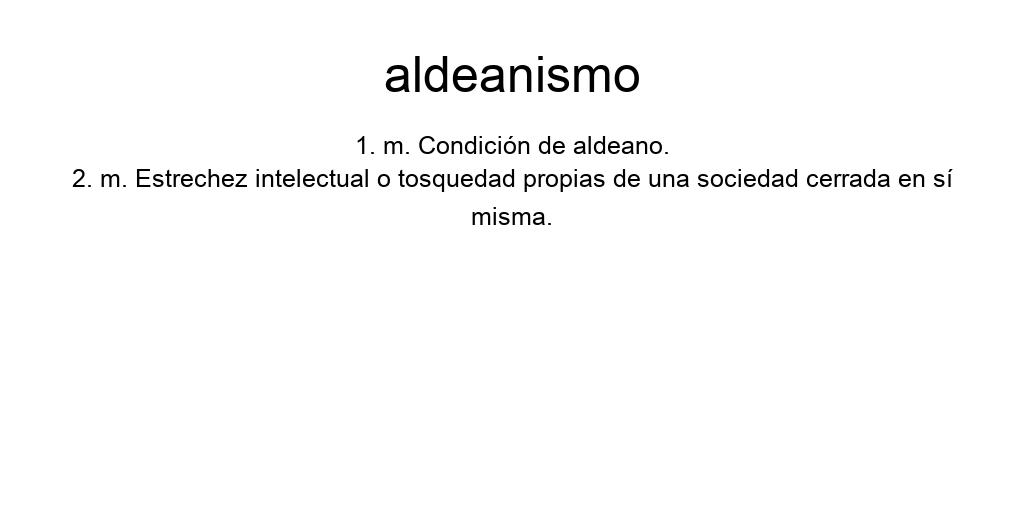 aldeanismo
1. m. Condición de aldeano.
2. m. Estrechez intelectual o tosquedad propias de una sociedad cerrada en sí
misma.